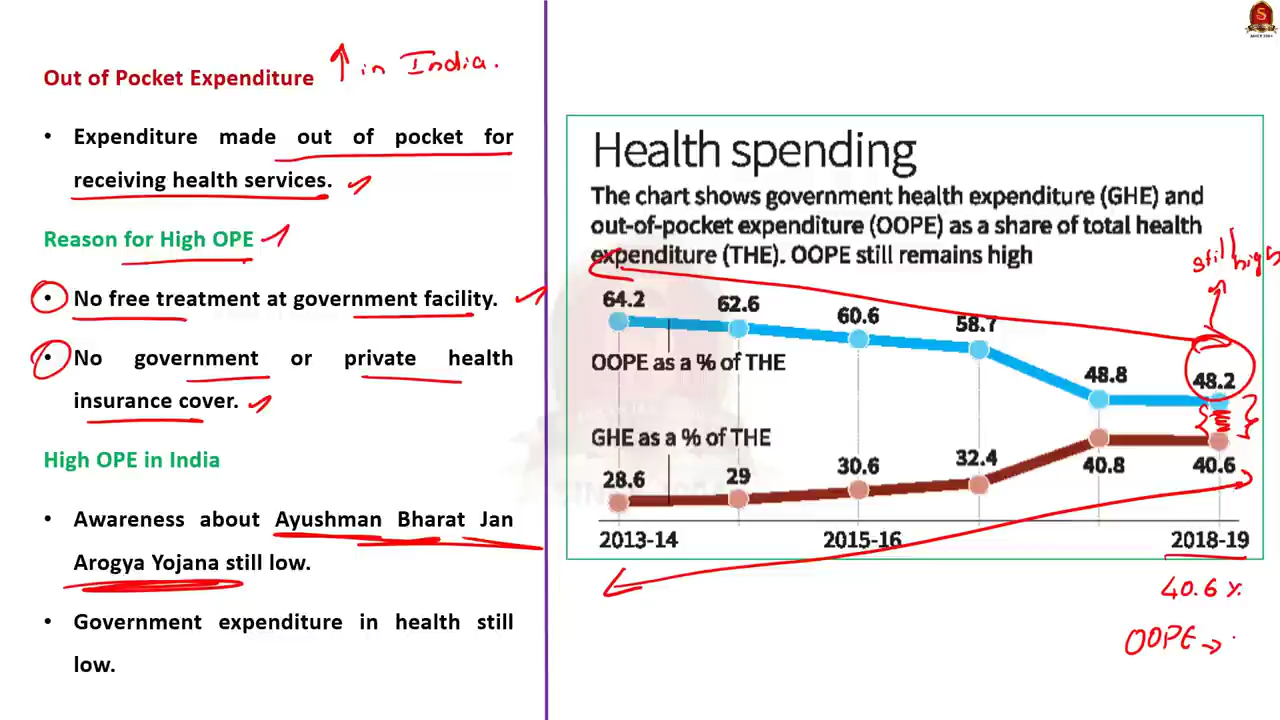 Out of Pocket Expenditure ↑ in India.
• Expenditure made out of pocket for
receiving health services.
Reason for High OPE
• No free treatment at government facility.
• No government or private health
insurance cover.
High OPE in India
• Awareness about Ayushman Bharat Jan
Arogya Yojana still low.
• Government expenditure in health still
low.
Health spending
The chart shows government health expenditure (GHE) and
out-of-pocket expenditure (OOPE) as a share of total health
expenditure (THE). OOPE still remains high
still high
64.2 62.6 60.6 58.7 48.8 48.2
OOPE as a % of THE
GHE as a % of THE
28.6 29 30.6 32.4 40.8 40.6
2013-14 2015-16 2018-19
40.6 %
OOPE →